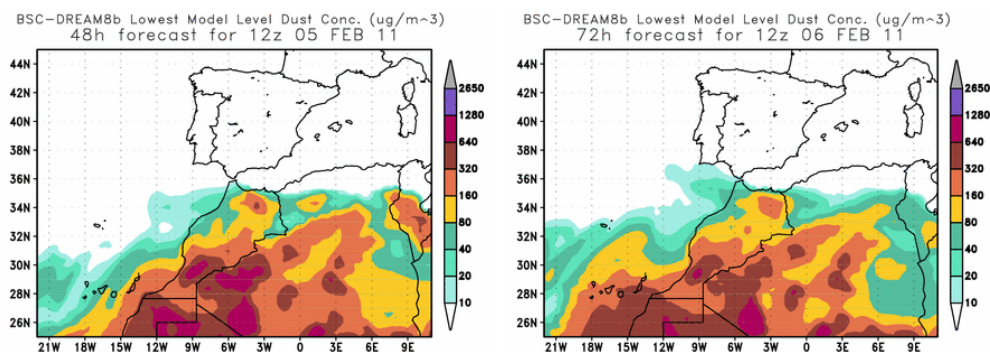 BSC-DREAM8b Lowest Model Level Dust Conc. (ug/m^3)
48h forecast for 12z 05 FEB 11
44N
42N
40N
38N
36N
34N
32N
30N
28N
26N
21W 18W 15W 12W 9W 6W 3W 0 3E 6E 9E
2650
1280
640
320
160
80
40
20
10
BSC-DREAM8b Lowest Model Level Dust Conc. (ug/m^3)
72h forecast for 12z 06 FEB 11
44N
42N
40N
38N
36N
34N
32N
30N
28N
26N
21W 18W 15W 12W 9W 6W 3W 0 3E 6E 9E
2650
1280
640
320
160
80
40
20
10